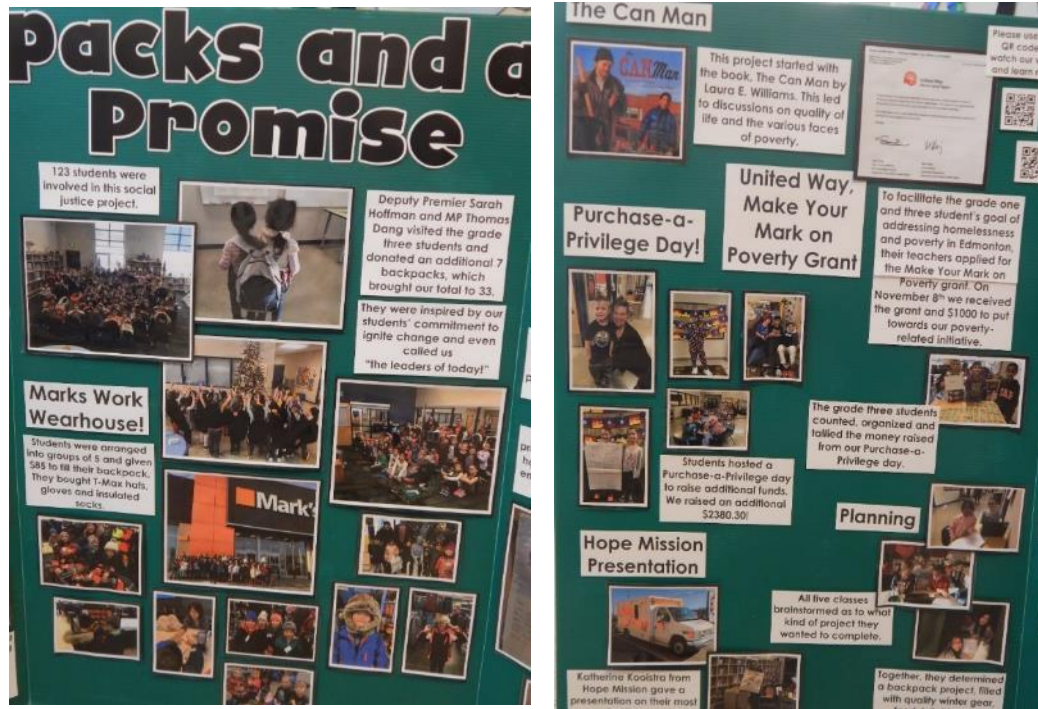 packs and a
promise
123 students were
involved in this social
justice project.
Deputy Premier Sarah
Hoffman and MP Thomas
Dang visited the grade
three students and
donated an additional 7
backpacks, which
brought our total to 33.
They were inspired by our
students' commitment to
ignite change and even
called us
"the leaders of today!"
Marks Work
Wearhouse!
Students were arranged
into groups of 5 and given
$85 to fill their backpack.
They bought T-Max hats,
gloves and insulated
socks.
Mark's
The Can Man
CAN Man
This project started with
the book, The Can Man by
Laura E. Williams. This led
to discussions on quality of
life and the various faces
of poverty.
United Way
Please use
QR code
watch our
and learn
United Way,
Make Your
Mark on
Poverty Grant
To facilitate the grade one
and three student's goal of
addressing homelessness
and poverty in Edmonton,
their teachers applied for
the Make Your Mark on
Poverty grant. On
November 8th we received
the grant and $1000 to put
towards our poverty-
related initiative.
Purchase-a-
Privilege Day!
The grade three students
counted, organized and
tallied the money raised
from our Purchase-a-
Privilege day.
Students hosted a
Purchase-a-Privilege day
to raise additional funds.
We raised an additional
$2380.30!
Planning
Hope Mission
Presentation
All five classes
brainstormed as to what
kind of project they
wanted to complete.
Katherine Kooistra from
Hope Mission gave a
presentation on their most
Together, they determined
a backpack project, filled
with quality winter gear,